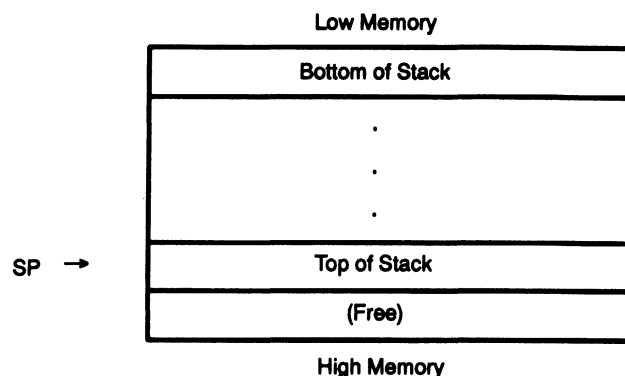 Low Memory
Bottom of Stack
.
.
.
SP → Top of Stack
(Free)
High Memory